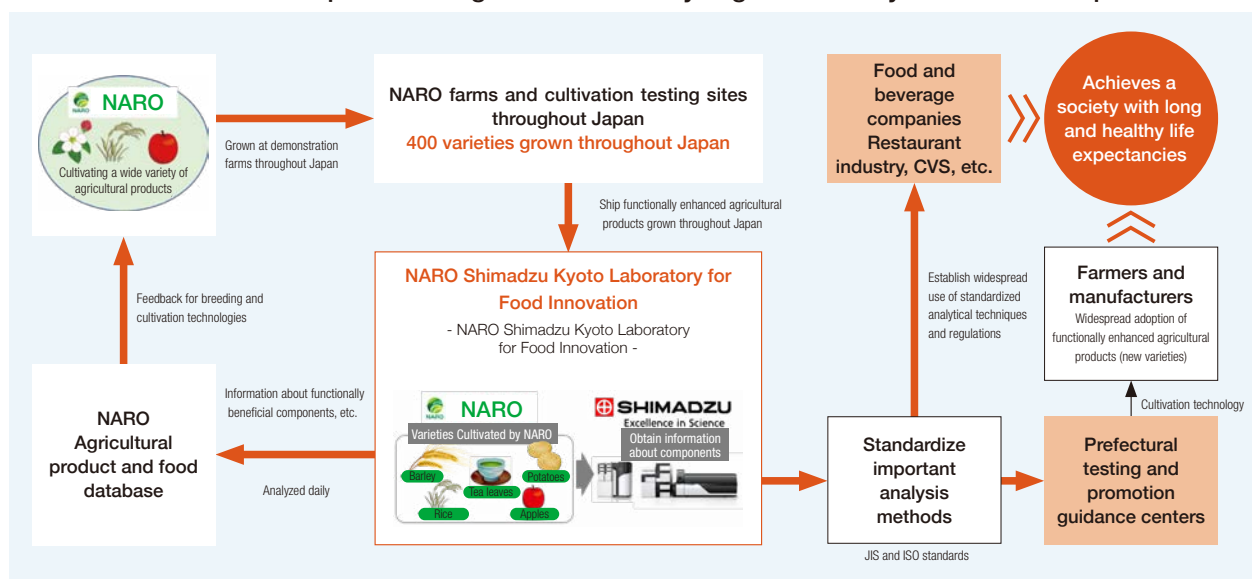 NARO
NARO
Cultivating a wide variety of
agricultural products
Grown at demonstration
farms throughout Japan
NARO farms and cultivation testing sites
throughout Japan
400 varieties grown throughout Japan
Ship functionally enhanced agricultural
products grown throughout Japan
NARO Shimadzu Kyoto Laboratory for
Food Innovation
- NARO Shimadzu Kyoto Laboratory
for Food Innovation -
NARO
NARO
Varieties Cultivated by NARO
Barley
Tea leaves
Potatoes
Rice
Apples
SHIMADZU
Excellence in Science
Obtain information
about components
Information about functionally
beneficial components, etc.
Analyzed daily
NARO
Agricultural
product and food
database
Feedback for breeding and
cultivation technologies
Standardize
important
analysis
methods
JIS and ISO standards
Establish widespread
use of standardized
analytical techniques
and regulations
Food and
beverage
companies
Restaurant
industry, CVS, etc.
Prefectural
testing and
promotion
guidance centers
Cultivation technology
Farmers and
manufacturers
Widespread adoption of
functionally enhanced agricultural
products (new varieties)
Achieves a
society with long
and healthy life
expectancies